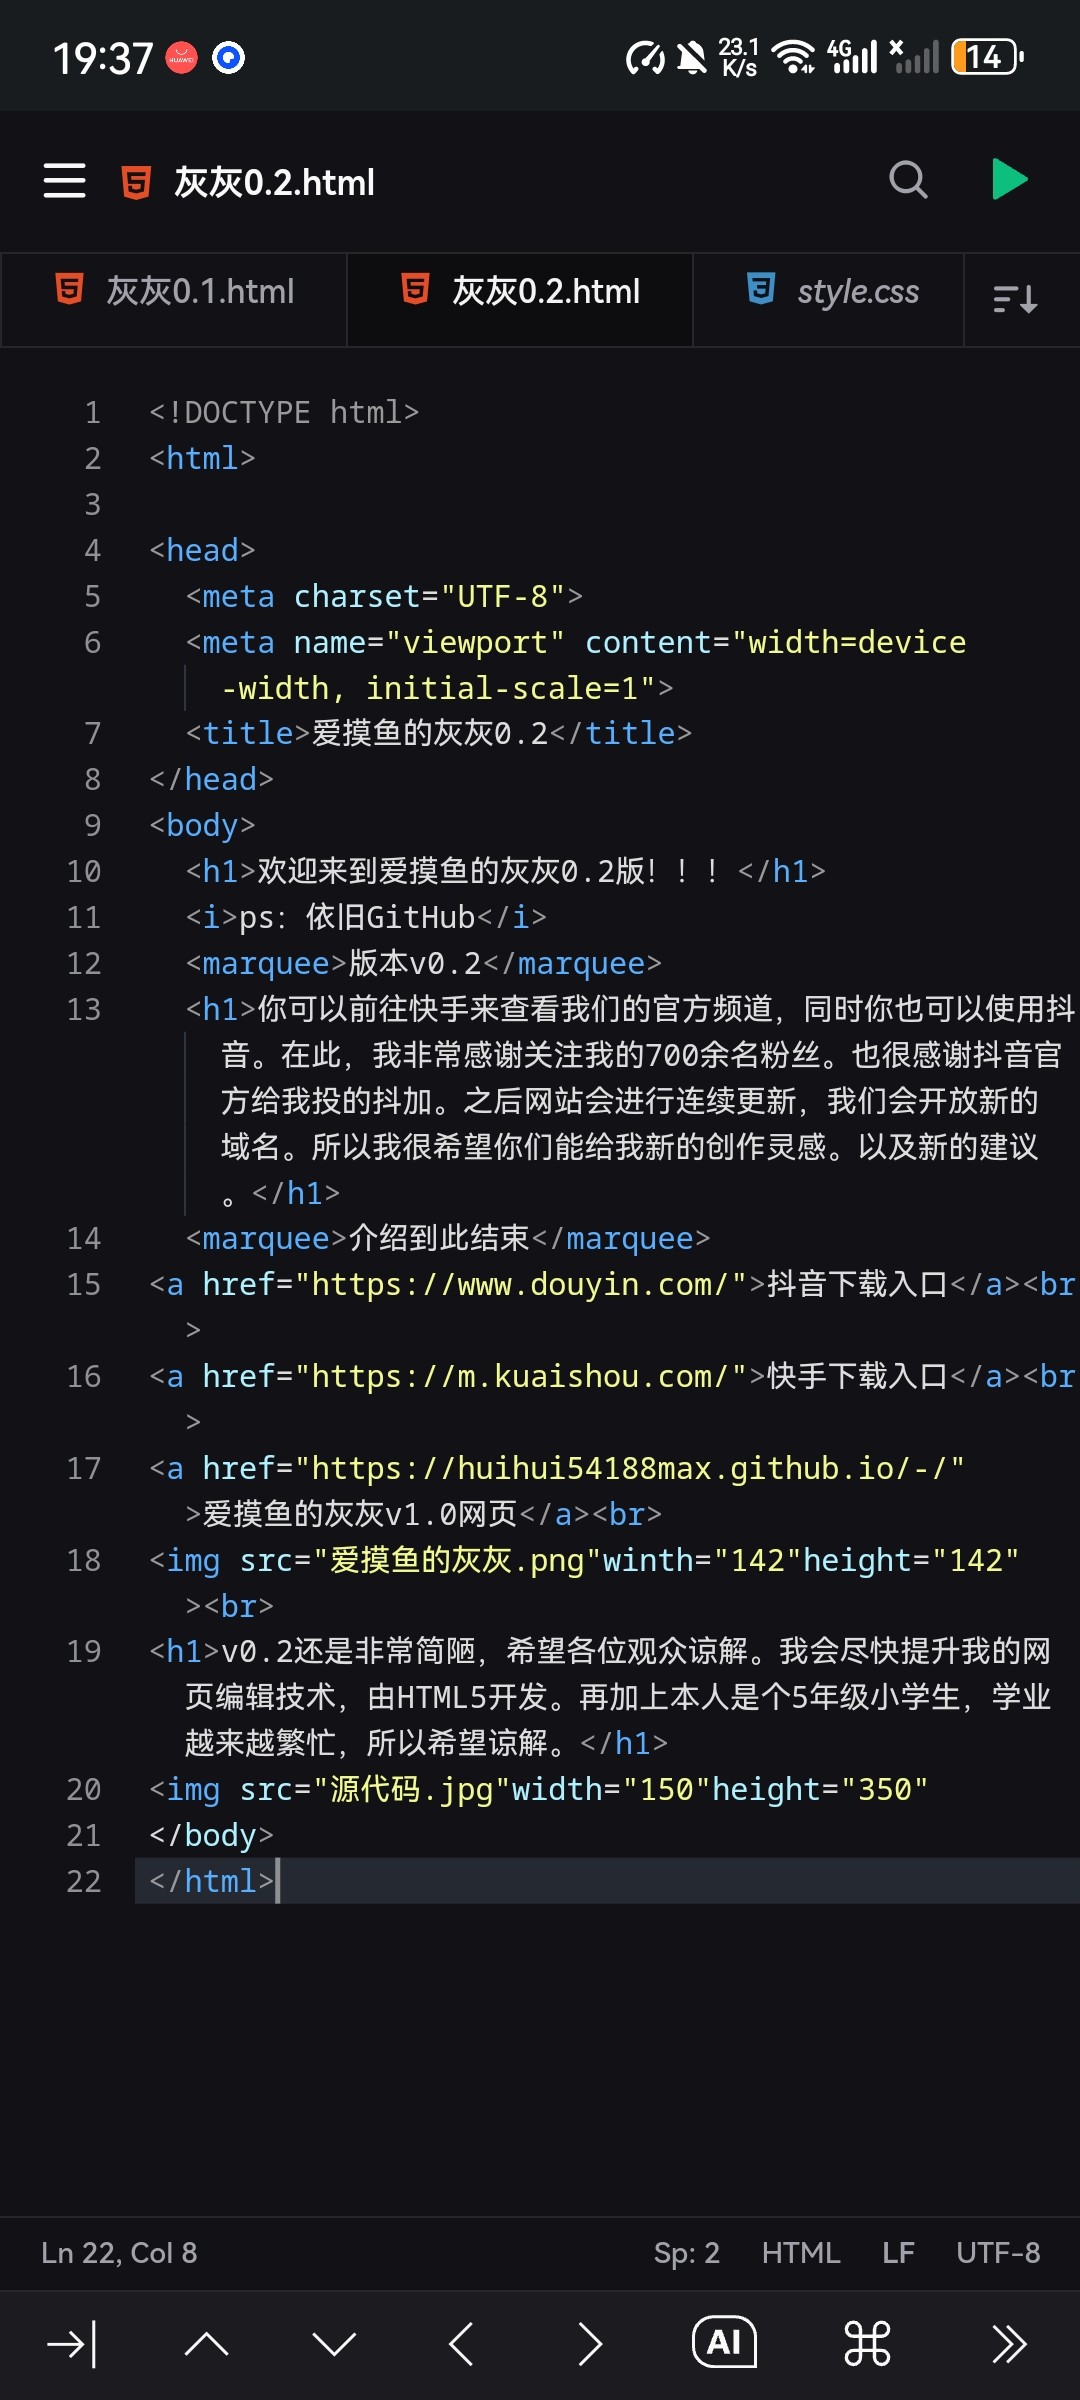 19:37
HUAWEI
23.1
K/s
4G
14
灰灰0.2.html
灰灰0.1.html
灰灰0.2.html
style.css
1 <!DOCTYPE html>
2 <html>
3
4 <head>
5 <meta charset="UTF-8">
6 <meta name="viewport" content="width=device
-width, initial-scale=1">
7 <title>爱摸鱼的灰灰0.2</title>
8 </head>
9 <body>
10 <h1>欢迎来到爱摸鱼的灰灰0.2版！！！</h1>
11 <i>ps：依旧GitHub</i>
12 <marquee>版本v0.2</marquee>
13 <h1>你可以前往快手来查看我们的官方频道，同时你也可以使用抖
音。在此，我非常感谢关注我的700余名粉丝。也很感谢抖音官
方给我投的抖加。之后网站会进行连续更新，我们会开放新的
域名。所以我很希望你们能给我新的创作灵感。以及新的建议
。</h1>
14 <marquee>介绍到此结束</marquee>
15 <a href="https://www.douyin.com/">抖音下载入口</a><br
>
16 <a href="https://m.kuaishou.com/">快手下载入口</a><br
>
17 <a href="https://huihui54188max.github.io/-/"
>爱摸鱼的灰灰v1.0网页</a><br>
18 <img src="爱摸鱼的灰灰.png"winth="142"height="142"
><br>
19 <h1>v0.2还是非常简陋，希望各位观众谅解。我会尽快提升我的网
页编辑技术，由HTML5开发。再加上本人是个5年级小学生，学业
越来越繁忙，所以希望谅解。</h1>
20 <img src="源代码.jpg"width="150"height="350"
21 </body>
22 </html>
Ln 22, Col 8
Sp: 2
HTML
LF
UTF-8
AI